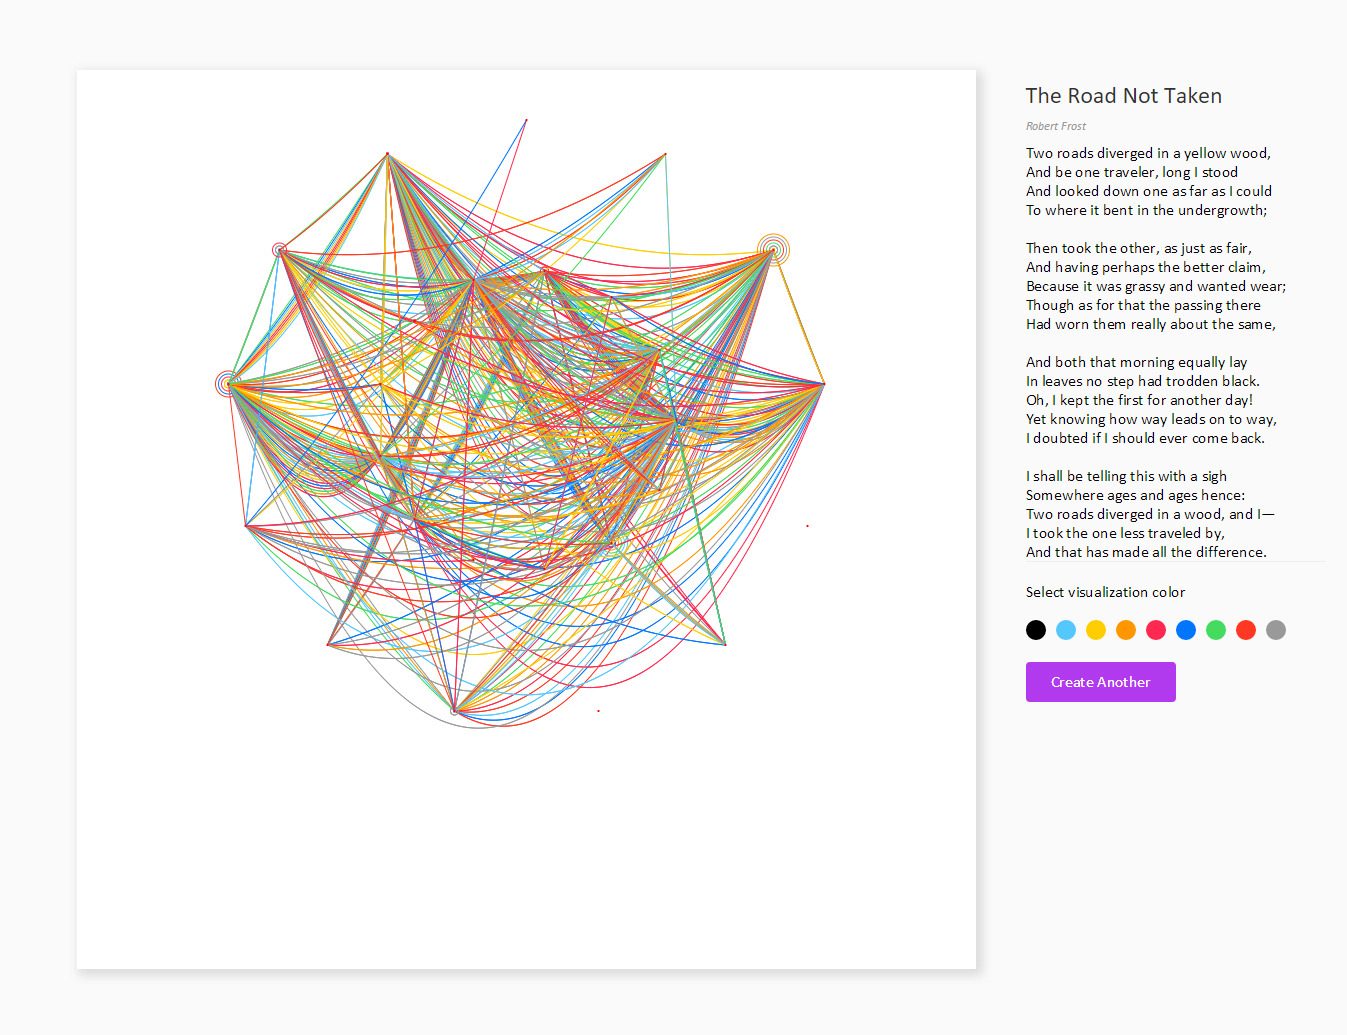 The Road Not Taken
Robert Frost
Two roads diverged in a yellow wood,
And be one traveler, long I stood
And looked down one as far as I could
To where it bent in the undergrowth;
Then took the other, as just as fair,
And having perhaps the better claim,
Because it was grassy and wanted wear;
Though as for that the passing there
Had worn them really about the same,
And both that morning equally lay
In leaves no step had trodden black.
Oh, I kept the first for another day!
Yet knowing how way leads on to way,
I doubted if I should ever come back.
I shall be telling this with a sigh
Somewhere ages and ages hence:
Two roads diverged in a wood, and I—
I took the one less traveled by,
And that has made all the difference.
Select visualization color
Create Another